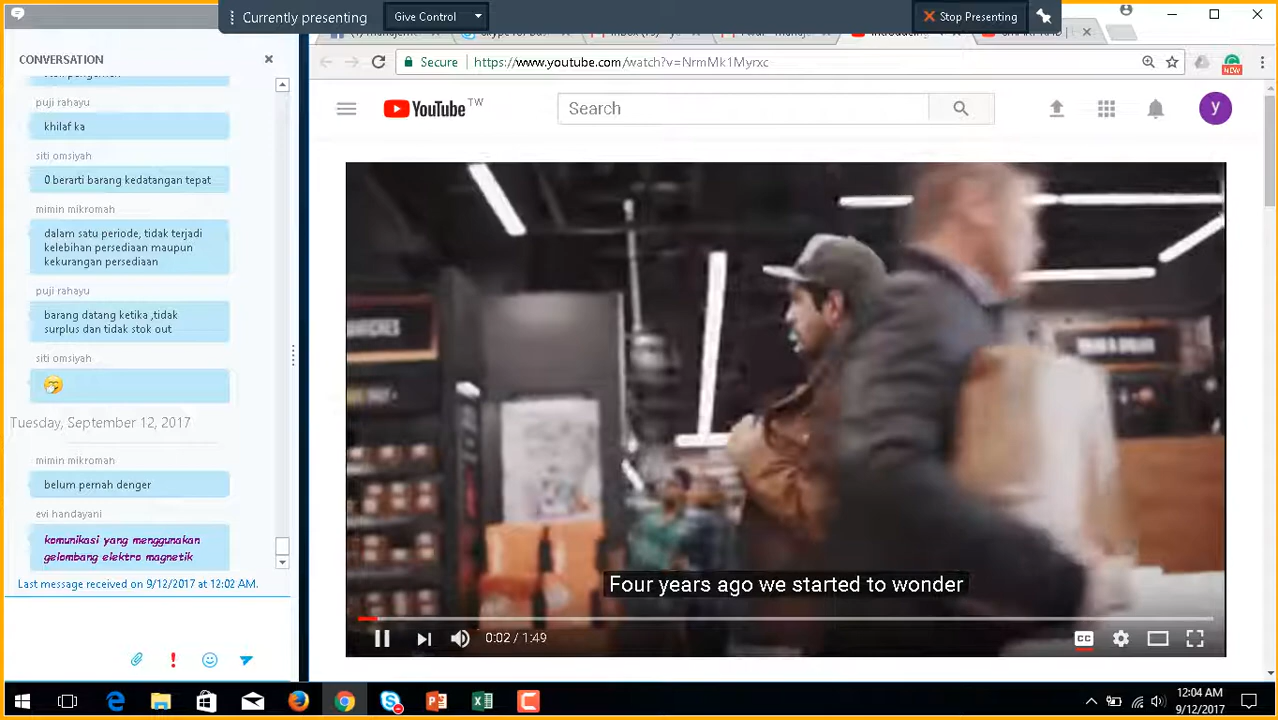 Currently presenting
Give Control
Stop Presenting
CONVERSATION
puji rahayu
khilaf ka
siti omsiyah
0 berarti barang kedatangan tepat
mimin mikromah
dalam satu periode, tidak terjadi
kelebihan persediaan maupun
kekurangan persediaan
puji rahayu
barang datang ketika ,tidak
surplus dan tidak stok out
siti omsiyah
Tuesday, September 12, 2017
mimin mikromah
belum pernah denger
evi handayani
komunikasi yang menggunakan
gelombang elektro magnetik
Last message received on 9/12/2017 at 12:02 AM.
Secure
https://www.youtube.com/watch?v=NrmMk1Myrxc
NEW
YouTube TW
Search
y
Four years ago we started to wonder
0:02 / 1:49
CC
12:04 AM
9/12/2017